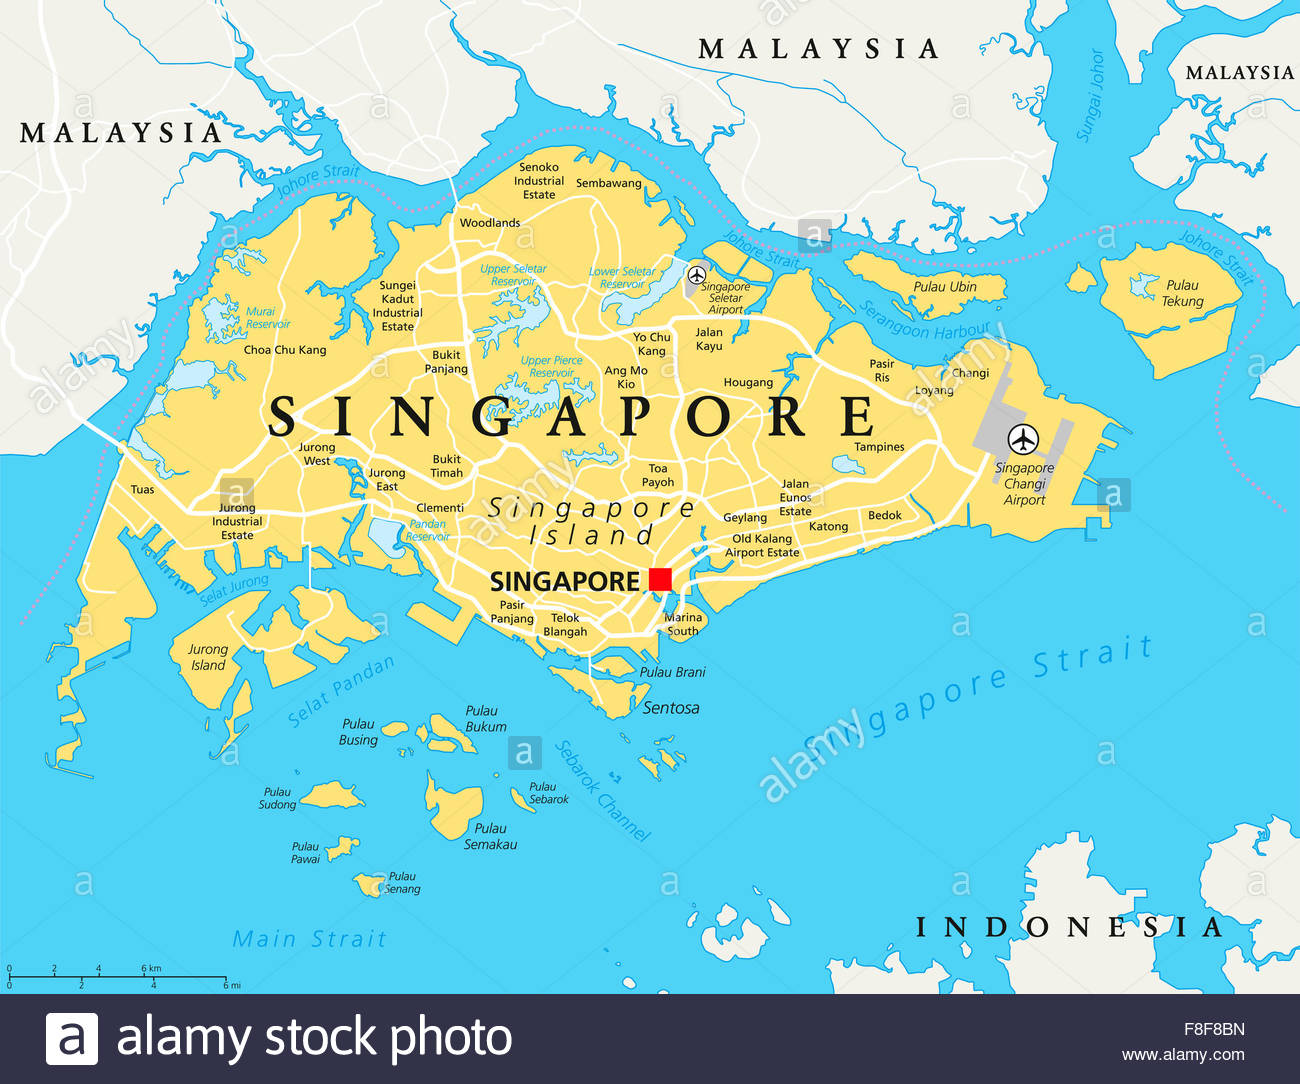 MALAYSIA
MALAYSIA
MALAYSIA
Sungai Johor
Johore Strait
Senoko
Industrial
Estate
Sembawang
Woodlands
Johore Strait
Johore Strait
Upper Seletar
Reservoir
Lower Seletar
Reservoir
Singapore
Seletar
Airport
Pulau Ubin
Pulau
Tekung
Sungei
Kadut
Industrial
Estate
Murai
Reservoir
Serangoon Harbour
Choa Chu Kang
Bukit
Panjang
Upper Pierce
Reservoir
Yo Chu
Kang
Jalan
Kayu
Ang Mo
Kio
Hougang
Pasir
Ris
Changi
Loyang
SINGAPORE
Jurong
West
Jurong
East
Bukit
Timah
Toa
Payoh
Tampines
Singapore
Changi
Airport
Tuas
Jurong
Industrial
Estate
Clementi
Pandan
Reservoir
Singapore
Island
Jalan
Eunos
Estate
Geylang
Katong
Bedok
Old Kalang
Airport Estate
SINGAPORE
Selat Jurong
Pasir
Panjang
Telok
Blangah
Marina
South
Jurong
Island
Selat Pandan
Pulau Brani
Sentosa
Singapore Strait
Pulau
Busing
Pulau
Bukum
Sebarok Channel
Pulau
Sudong
Pulau
Sebarok
Pulau
Semakau
Pulau
Pawai
Pulau
Senang
Main Strait
INDONESIA
0 2 4 6 km
0 2 4 6 mi
a alamy stock photo
F8F8BN
www.alamy.com
alamy
alamy
alamy
alamy
alamy
alamy
a
a
a